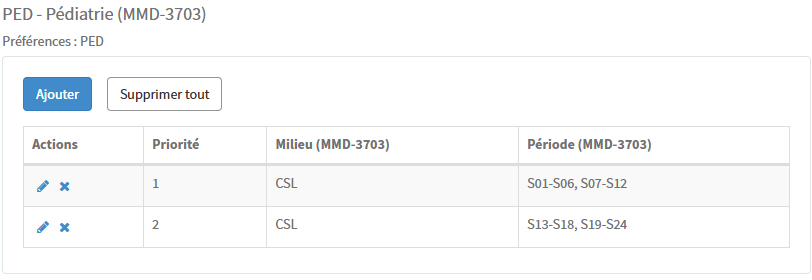 PED - Pédiatrie (MMD-3703)
Préférences : PED
Ajouter Supprimer tout
Actions Priorité Milieu (MMD-3703) Période (MMD-3703)
1 CSL S01-S06, S07-S12
2 CSL S13-S18, S19-S24